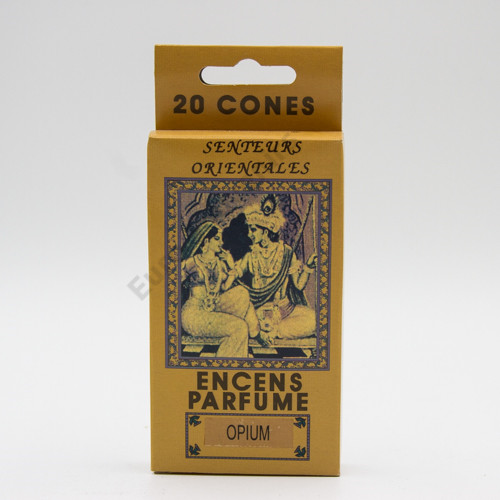 20 CONES
SENTEURS
ORIENTALES
ENCENS
PARFUME
OPIUM